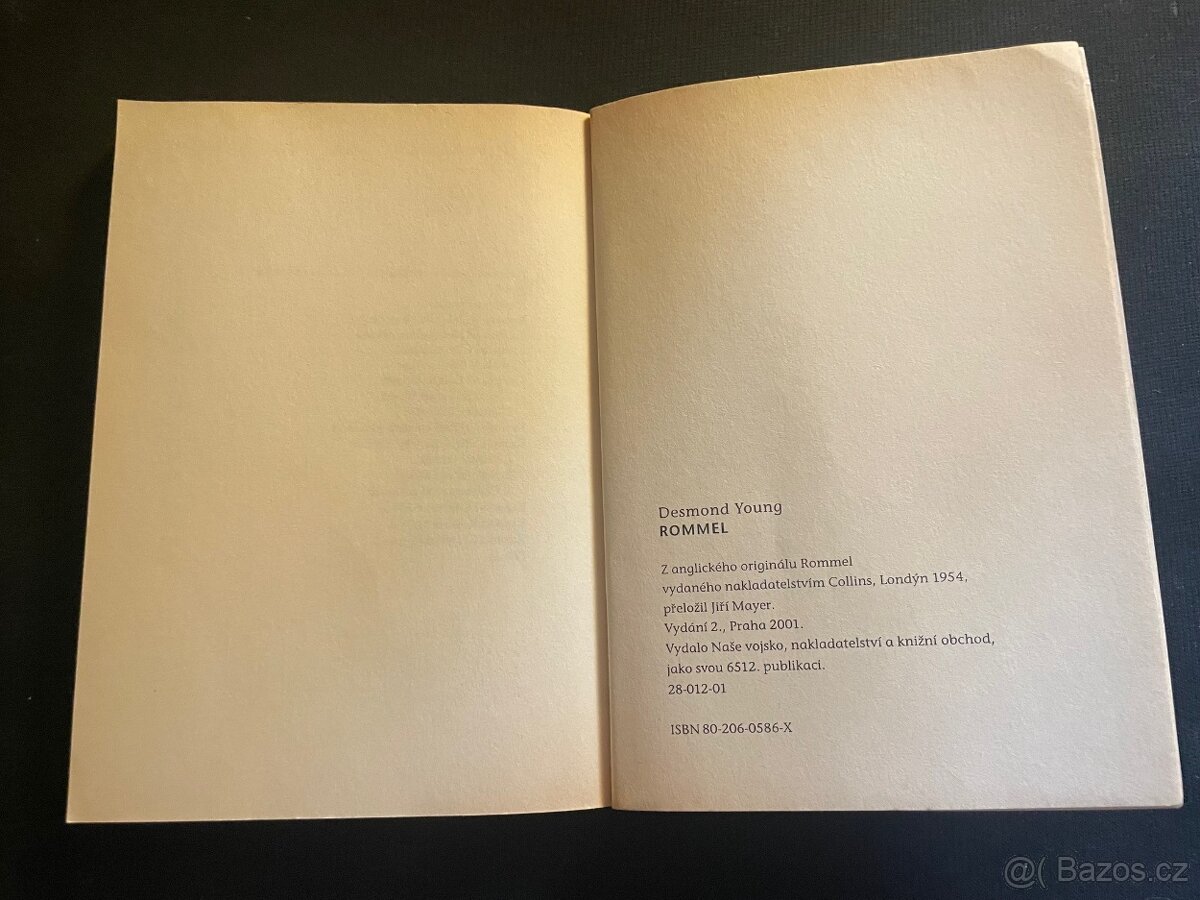 Desmond Young
ROMMEL
Z anglického originálu Rommel
vydaného nakladatelstvím Collins, Londýn 1954,
přeložil Jiří Mayer.
Vydání 2., Praha 2001.
Vydalo Naše vojsko, nakladatelství a knižní obchod,
jako svou 6512. publikaci.
28-012-01
ISBN 80-206-0586-X
@( Bazos.cz